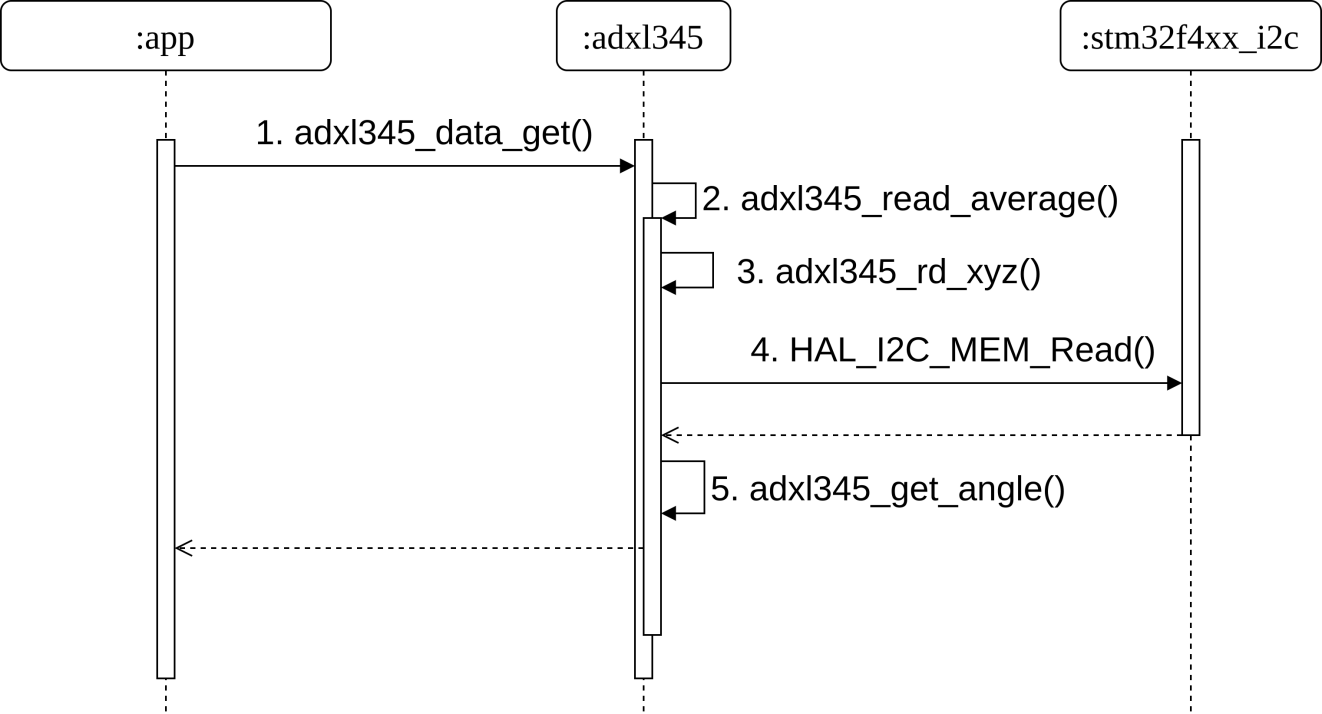 :app
:adxl345
:stm32f4xx_i2c
1. adxl345_data_get()
2. adxl345_read_average()
3. adxl345_rd_xyz()
4. HAL_I2C_MEM_Read()
5. adxl345_get_angle()